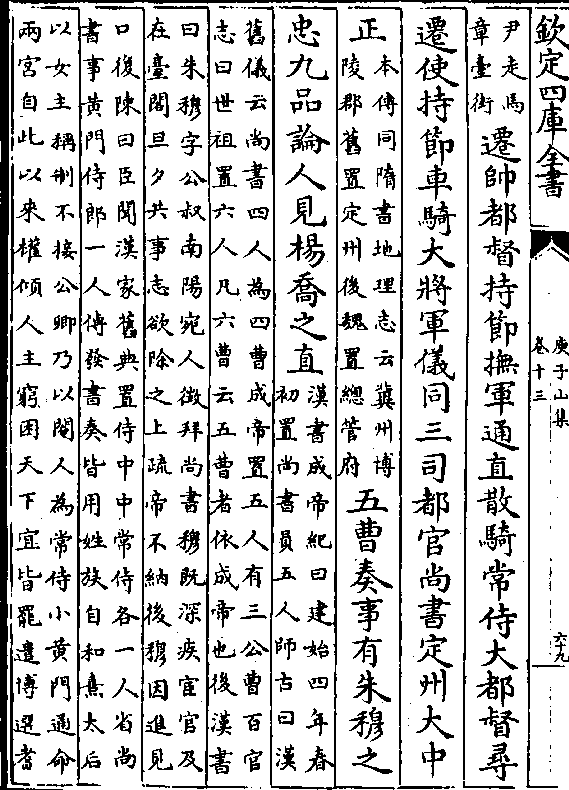 欽定四庫全書
庾子山集
卷十三
六十九
尹走馬
章臺街
遷帥都督持節撫軍通直散騎常侍大都督尋
遷使持節車騎大將軍儀同三司都官尚書定州大中
正
本傳同隋書地理志云冀州博
陵郡舊置定州後魏置總管府
五曹奏事有朱穆之
忠九品論人見楊喬之直
漢書成帝紀曰建始四年春
初置尚書員五人師古曰漢
舊儀云尚書四人為四曹成帝置五人有三公曹百官
志曰世祖置六人凡六曹云五曹者依成帝也後漢書
曰朱穆字公叔南陽宛人徵拜尚書穆既深疾宦官及
在臺閣旦夕共事志欲除之上疏帝不納後穆因進見
口復陳曰臣聞漢家舊典置侍中中常侍各一人省尚
書事黃門侍郎一人傳發書奏皆用姓族自和熹太后
以女主稱制不接公卿乃以閹人為常侍小黃門通命
兩宮自此以來權傾人主窮困天下宜皆罷遣博選耆